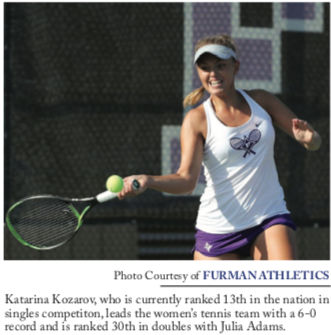 Photo Courtesy of FURMAN ATHLETICS
Katarina Kozarov, who is currently ranked 13th in the nation in
singles competiton, leads the women's tennis team with a 6-0
record and is ranked 30th in doubles with Julia Adams.